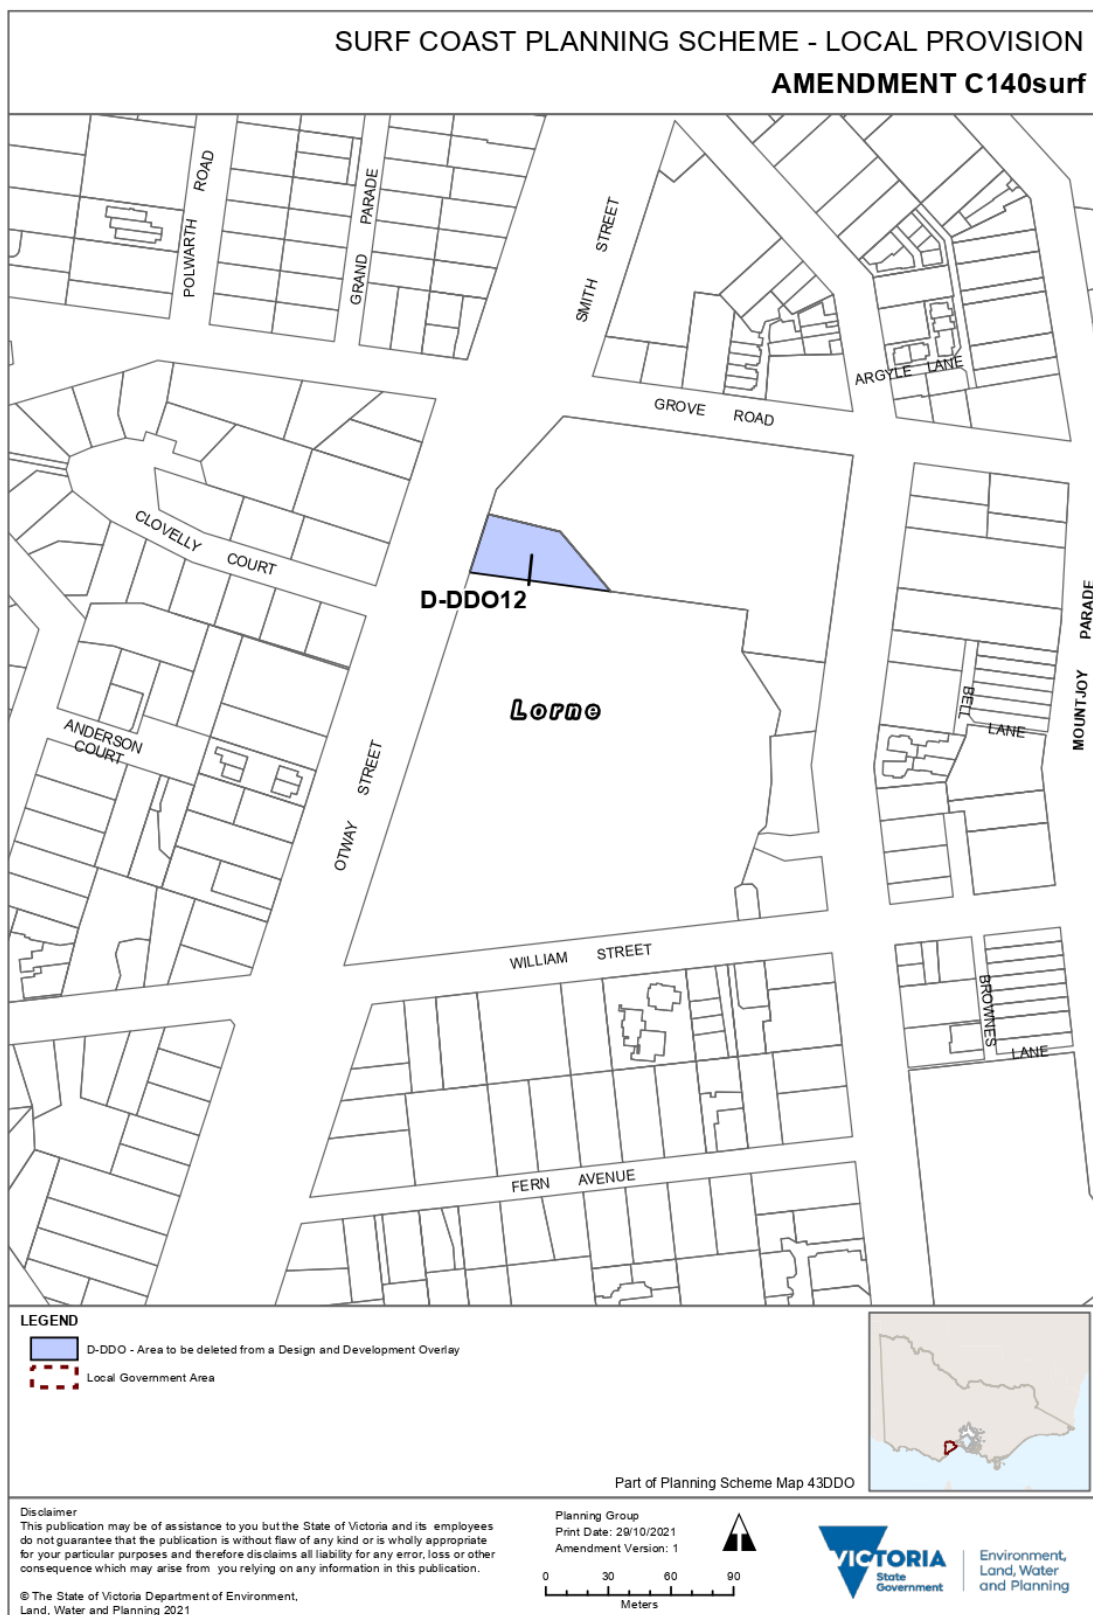 SURF COAST PLANNING SCHEME - LOCAL PROVISION
AMENDMENT C140surf
POLWARTH ROAD
GRAND PARADE
SMITH STREET
ARGYLE LANE
GROVE ROAD
CLOVELLY COURT
D-DDO12
PARADE
MOUNTJOY
Lorne
BELL
LANE
ANDERSON
COURT
OTWAY STREET
WILLIAM STREET
BROWNES
LANE
FERN AVENUE
LEGEND
D-DDO - Area to be deleted from a Design and Development Overlay
Local Government Area
Part of Planning Scheme Map 43DDO
Disclaimer
This publication may be of assistance to you but the State of Victoria and its employees
do not guarantee that the publication is without flaw of any kind or is wholly appropriate
for your particular purposes and therefore disclaims all liability for any error, loss or other
consequence which may arise from you relying on any information in this publication.
© The State of Victoria Department of Environment,
Land, Water and Planning 2021
Planning Group
Print Date: 29/10/2021
Amendment Version: 1
0 30 60 90
Meters
VICTORIA
State
Government
Environment,
Land, Water
and Planning